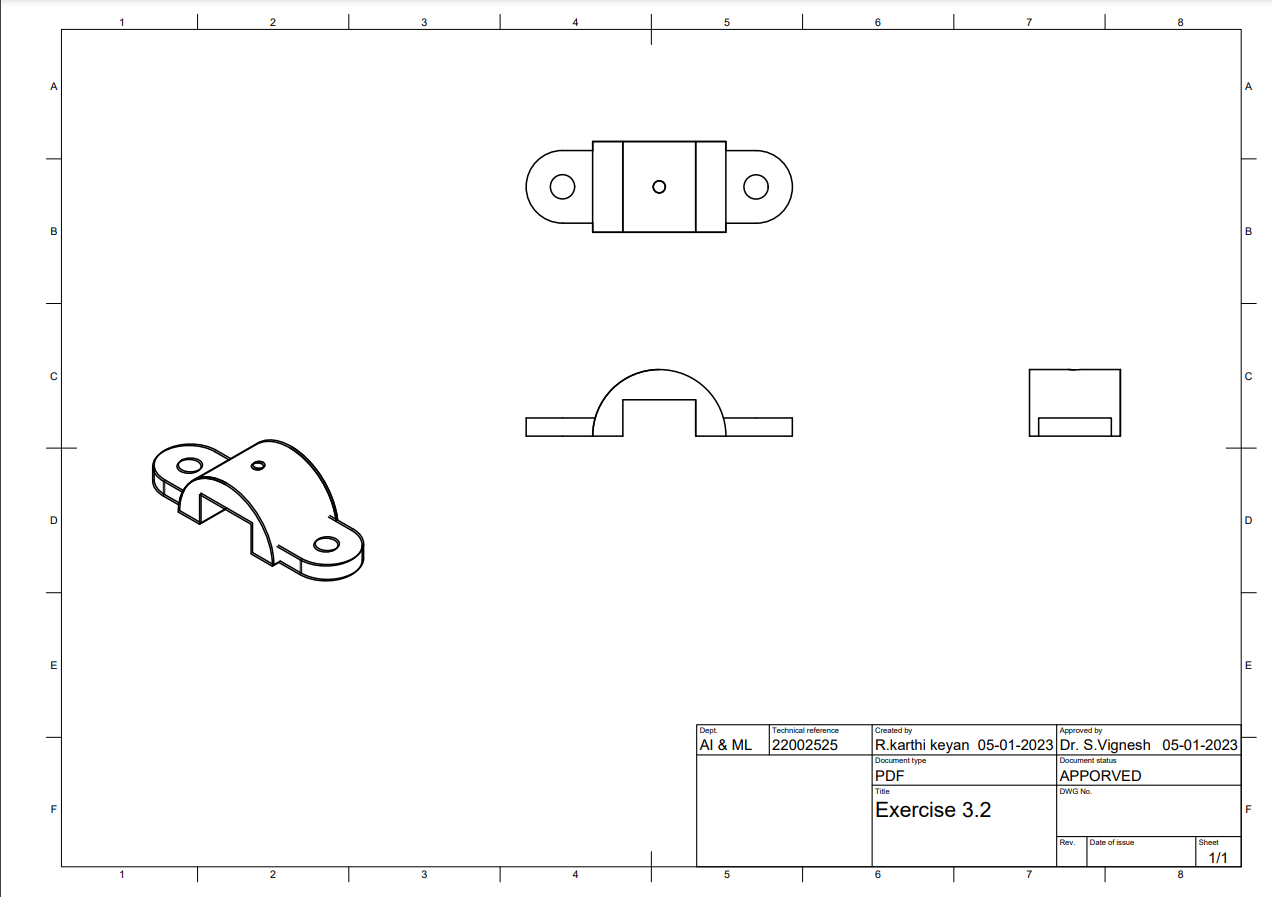 1 2 3 4 5 6 7 8
A A
B B
C C
D D
E E
Dept. Technical reference Created by Approved by
AI & ML 22002525 R.karthi keyan 05-01-2023 Dr. S.Vignesh 05-01-2023
Document type Document status
PDF APPORVED
Title DWG No.
Exercise 3.2
F F
Rev. Date of issue Sheet
1/1
1 2 3 4 5 6 7 8